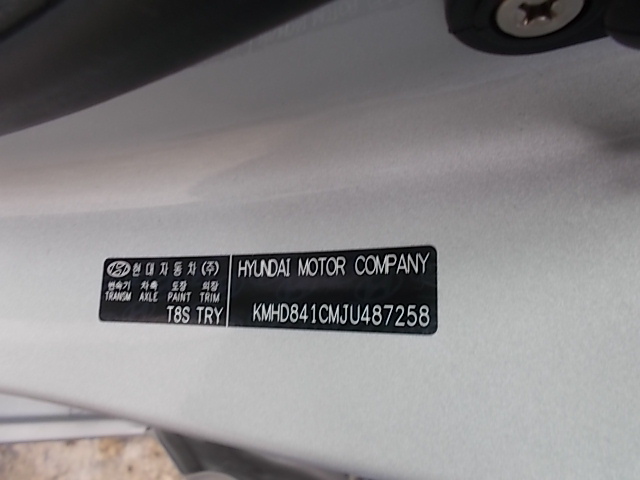 현대자동차(주)
변속기 차축 도장 외장
TRANSM AXLE PAINT TRIM
T8S TRY
HYUNDAI MOTOR COMPANY
KMHD841CMJU487258